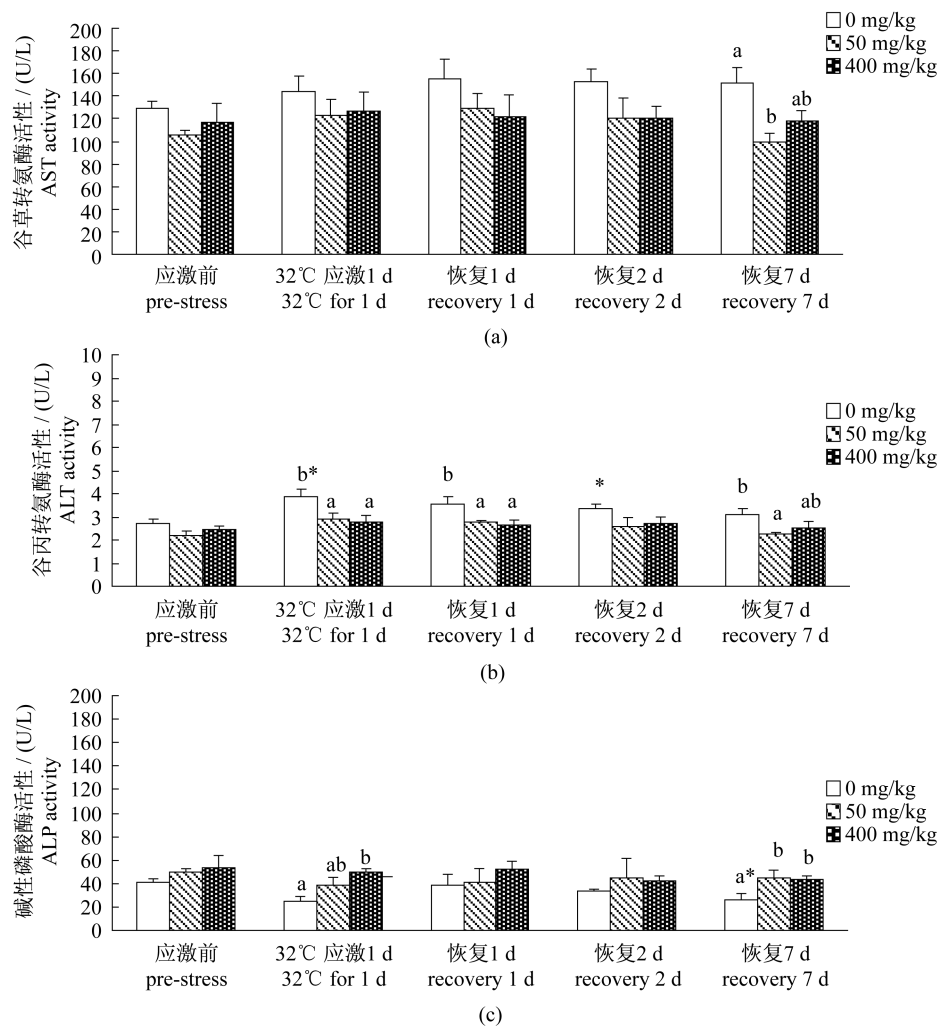 谷草转氨酶活性 / (U/L)
AST activity
200
180
160
140
120
100
80
60
40
20
0
0 mg/kg
50 mg/kg
400 mg/kg
a
b
ab
应激前
pre-stress
32℃ 应激1 d
32℃ for 1 d
恢复1 d
recovery 1 d
恢复2 d
recovery 2 d
恢复7 d
recovery 7 d
(a)
谷丙转氨酶活性 / (U/L)
ALT activity
10
9
8
7
6
5
4
3
2
1
0
0 mg/kg
50 mg/kg
400 mg/kg
b*
a
a
b
a
a
*
b
a
ab
应激前
pre-stress
32℃ 应激1 d
32℃ for 1 d
恢复1 d
recovery 1 d
恢复2 d
recovery 2 d
恢复7 d
recovery 7 d
(b)
碱性磷酸酶活性 / (U/L)
ALP activity
200
180
160
140
120
100
80
60
40
20
0
0 mg/kg
50 mg/kg
400 mg/kg
a
ab
b
a*
b
b
应激前
pre-stress
32℃ 应激1 d
32℃ for 1 d
恢复1 d
recovery 1 d
恢复2 d
recovery 2 d
恢复7 d
recovery 7 d
(c)